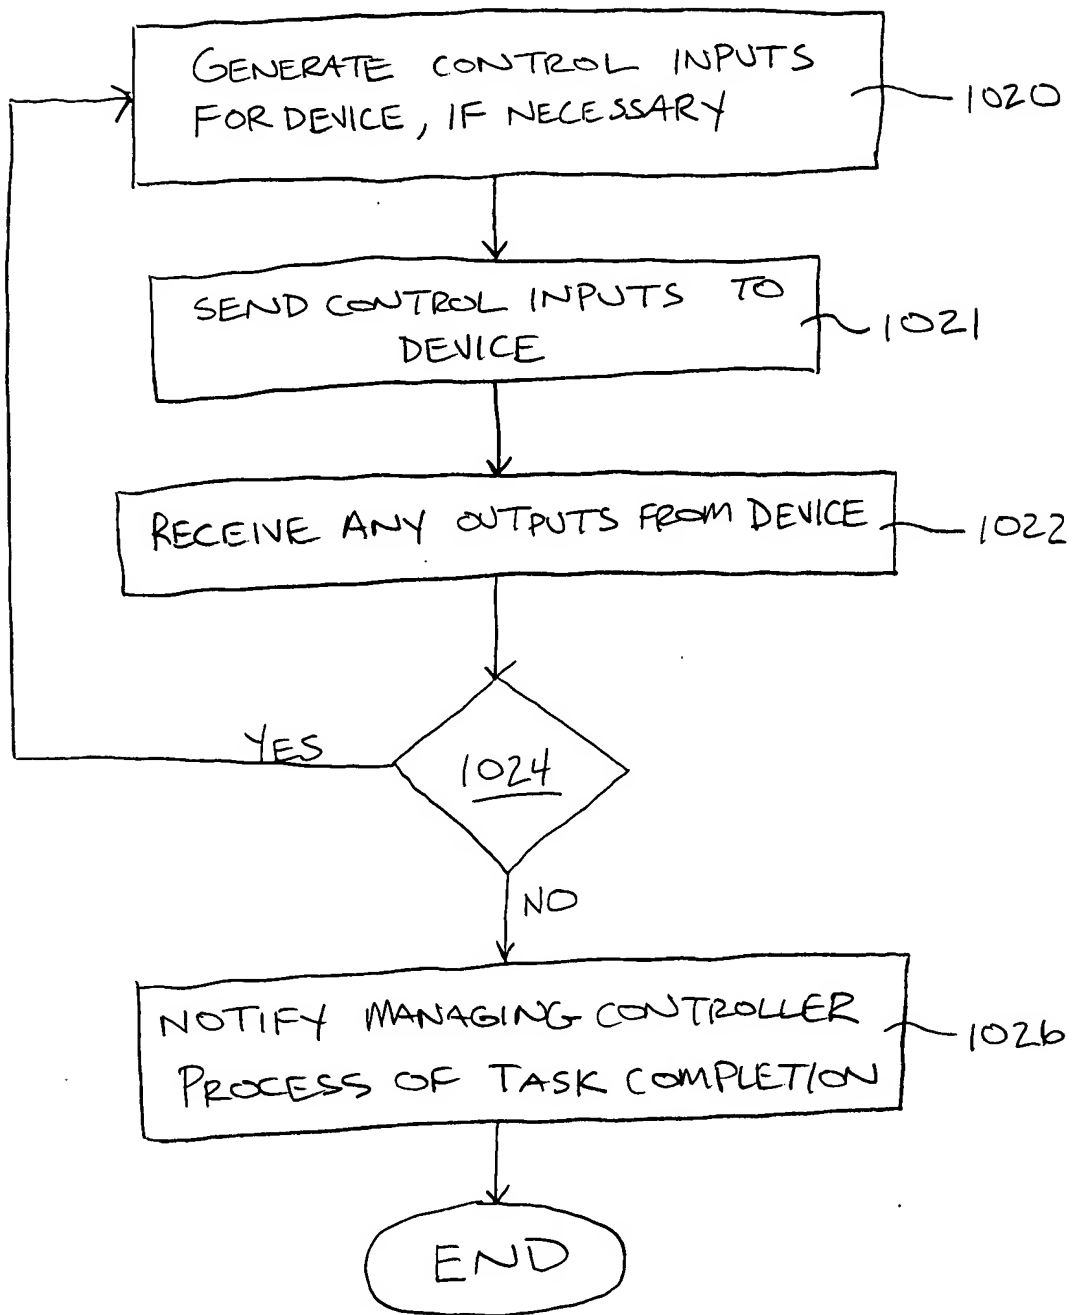 GENERATE CONTROL INPUTS
FOR DEVICE, IF NECESSARY
1020
SEND CONTROL INPUTS TO
DEVICE
1021
RECEIVE ANY OUTPUTS FROM DEVICE
1022
YES
1024
NO
NOTIFY MANAGING CONTROLLER
PROCESS OF TASK COMPLETION
1026
END